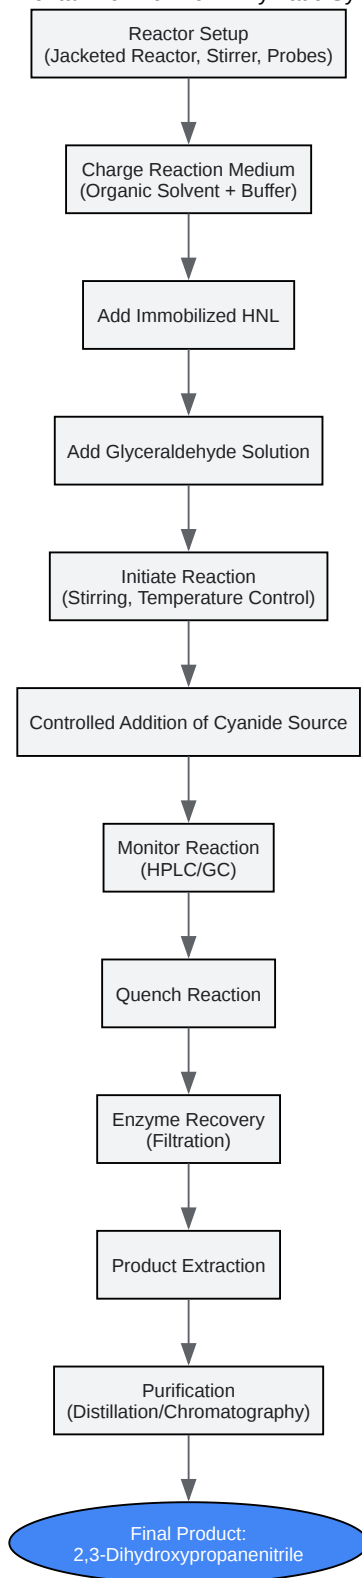 Reactor Setup
(Jacketed Reactor, Stirrer, Probes)
Charge Reaction Medium
(Organic Solvent + Buffer)
Add Immobilized HNL
Add Glyceraldehyde Solution
Initiate Reaction
(Stirring, Temperature Control)
Controlled Addition of Cyanide Source
Monitor Reaction
(HPLC/GC)
Quench Reaction
Enzyme Recovery
(Filtration)
Product Extraction
Purification
(Distillation/Chromatography)
Final Product:
2,3-Dihydroxypropanenitrile